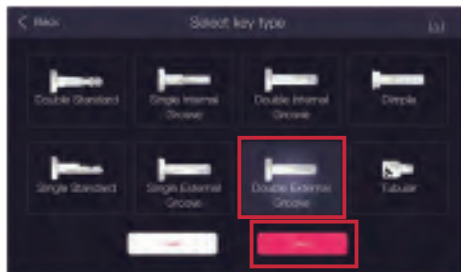 Back
Select key type
Double Standard
Single Internal
Groove
Double Internal
Groove
Dimple
Single Standard
Single External
Groove
Double External
Groove
Tubular